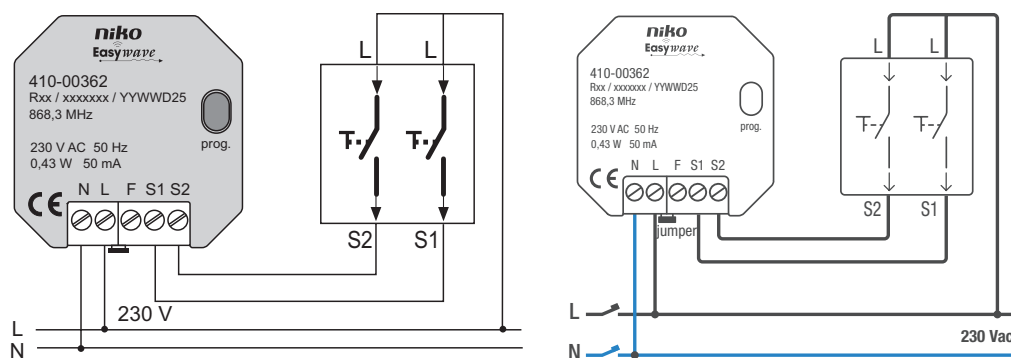 niko
Easywave
410-00362
Rxx / xxxxxxx / YYWWD25
868,3 MHz
230 V AC 50 Hz
0,43 W 50 mA
prog.
CE
N L F S1 S2
L L
S2 S1
230 V
L
N
niko
Easywave
410-00362
Rxx / xxxxxxx / YYWWD25
868,3 MHz
230 V AC 50 Hz
0,43 W 50 mA
prog.
CE
N L F S1 S2
jumper
L L
S2 S1
L
230 Vac
N